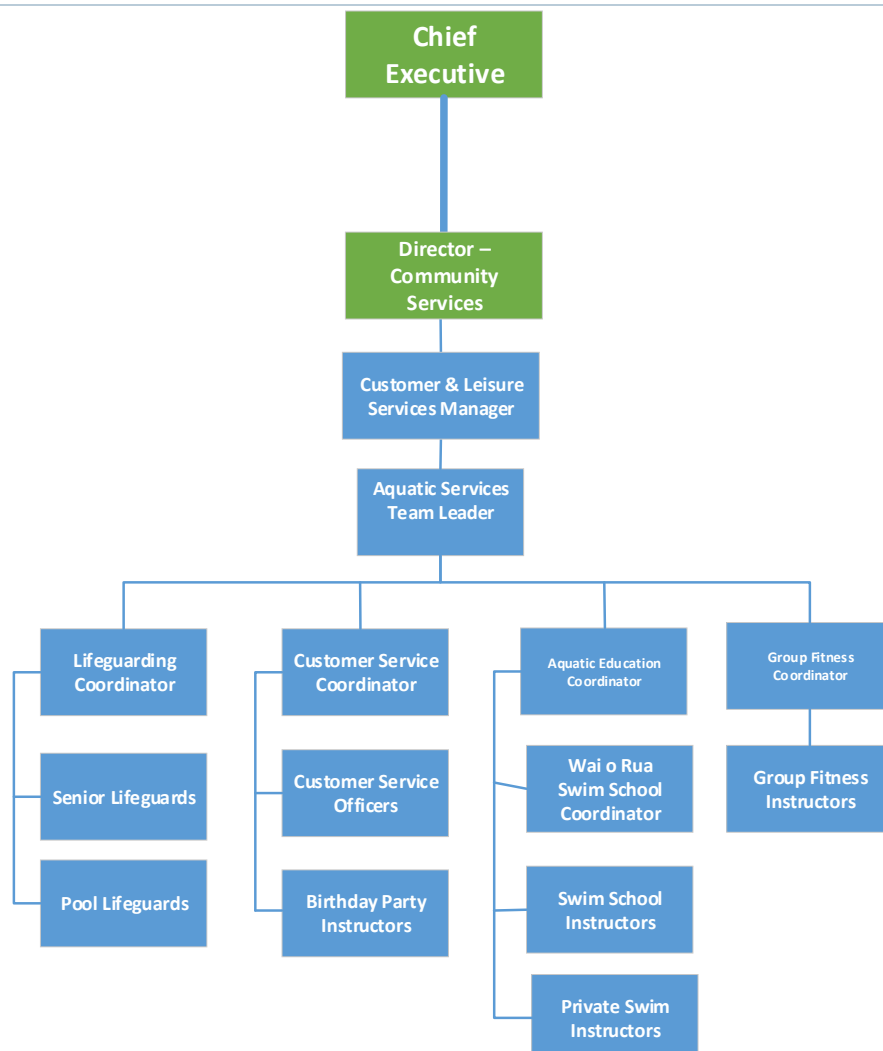 Chief
Executive
Director –
Community
Services
Customer & Leisure
Services Manager
Aquatic Services
Team Leader
Lifeguarding
Coordinator
Senior Lifeguards
Pool Lifeguards
Customer Service
Coordinator
Customer Service
Officers
Birthday Party
Instructors
Aquatic Education
Coordinator
Wai o Rua
Swim School
Coordinator
Swim School
Instructors
Private Swim
Instructors
Group Fitness
Coordinator
Group Fitness
Instructors